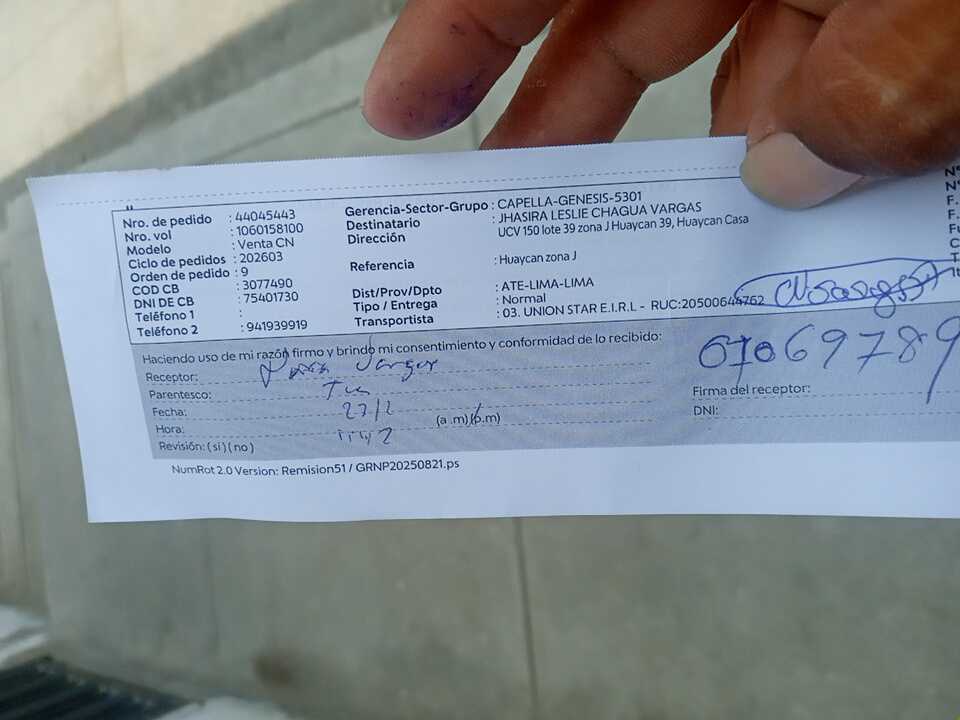 Nro. de pedido : 44045443
Nro. vol : 1060158100
Modelo : Venta CN
Ciclo de pedidos : 202603
Orden de pedido : 9
COD CB : 3077490
DNI DE CB : 75401730
Teléfono 1 :
Teléfono 2 : 941939919
Gerencia-Sector-Grupo : CAPELLA-GENESIS-5301
Destinatario : JHASIRA LESLIE CHAGUA VARGAS
Dirección UCV 150 lote 39 zona J Huaycan 39, Huaycan Casa
Referencia : Huaycan zona J
Dist/Prov/Dpto : ATE-LIMA-LIMA
Tipo / Entrega : Normal
Transportista : 03. UNION STAR E.I.R.L - RUC:20500644762
N°
N°
F.
F.
Haciendo uso de mi razón firmo y brindo mi consentimiento y conformidad de lo recibido:
Receptor: Vargas
Parentesco:
Fecha: 27/2
Hora: (a .m)(p.m)
Revisión: ( si ) ( no )
Firma del receptor:
DNI:
NumRot 2.0 Version: Remision51 / GRNP20250821.ps